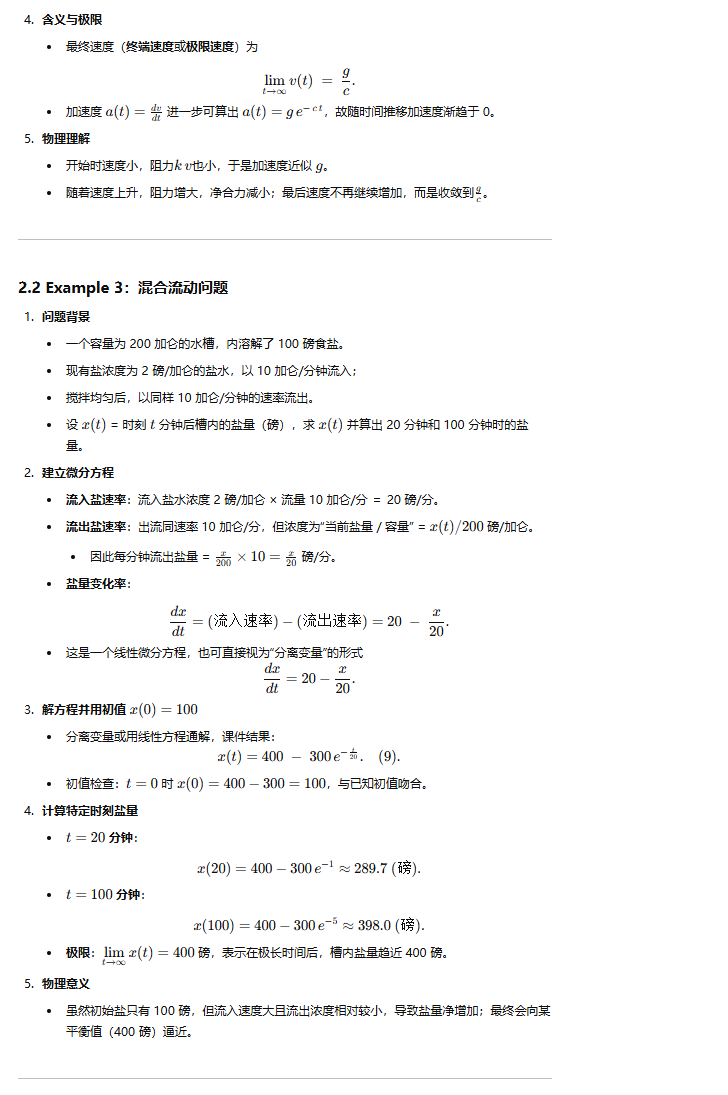 4. 含义与极限
• 最终速度（终端速度或极限速度）为
lim_{t→∞} v(t) = g/c.
• 加速度 a(t) = dv/dt 进一步可算出 a(t) = g e^{-c t}，故随时间推移加速度渐趋于 0。
5. 物理理解
• 开始时速度小，阻力k v也小，于是加速度近似 g。
• 随着速度上升，阻力增大，净合力减小；最后速度不再继续增加，而是收敛到g/c。
2.2 Example 3：混合流动问题
1. 问题背景
• 一个容量为 200 加仑的水槽，内溶解了 100 磅食盐。
• 现有盐浓度为 2 磅/加仑的盐水，以 10 加仑/分钟流入；
• 搅拌均匀后，以同样 10 加仑/分钟的速率流出。
• 设 x(t) = 时刻 t 分钟后槽内的盐量（磅），求 x(t) 并算出 20 分钟和 100 分钟时的盐
量。
2. 建立微分方程
• 流入盐速率：流入盐水浓度 2 磅/加仑 × 流量 10 加仑/分 = 20 磅/分。
• 流出盐速率：出流同速率 10 加仑/分，但浓度为“当前盐量 / 容量” = x(t)/200 磅/加仑。
• 因此每分钟流出盐量 = x/200 × 10 = x/20 磅/分。
• 盐量变化率：
dx/dt = (流入速率) − (流出速率) = 20 − x/20.
• 这是一个线性微分方程，也可直接视为“分离变量”的形式
dx/dt = 20 − x/20.
3. 解方程并用初值 x(0) = 100
• 分离变量或用线性方程通解，课件结果：
x(t) = 400 − 300 e^{-t/20}. (9).
• 初值检查：t = 0 时 x(0) = 400 − 300 = 100，与已知初值吻合。
4. 计算特定时刻盐量
• t = 20 分钟：
x(20) = 400 − 300 e^{-1} ≈ 289.7 (磅).
• t = 100 分钟：
x(100) = 400 − 300 e^{-5} ≈ 398.0 (磅).
• 极限：lim_{t→∞} x(t) = 400 磅，表示在极长时间后，槽内盐量趋近 400 磅。
5. 物理意义
• 虽然初始盐只有 100 磅，但流入速度大且流出浓度相对较小，导致盐量净增加；最终会向某
平衡值（400 磅）逼近。